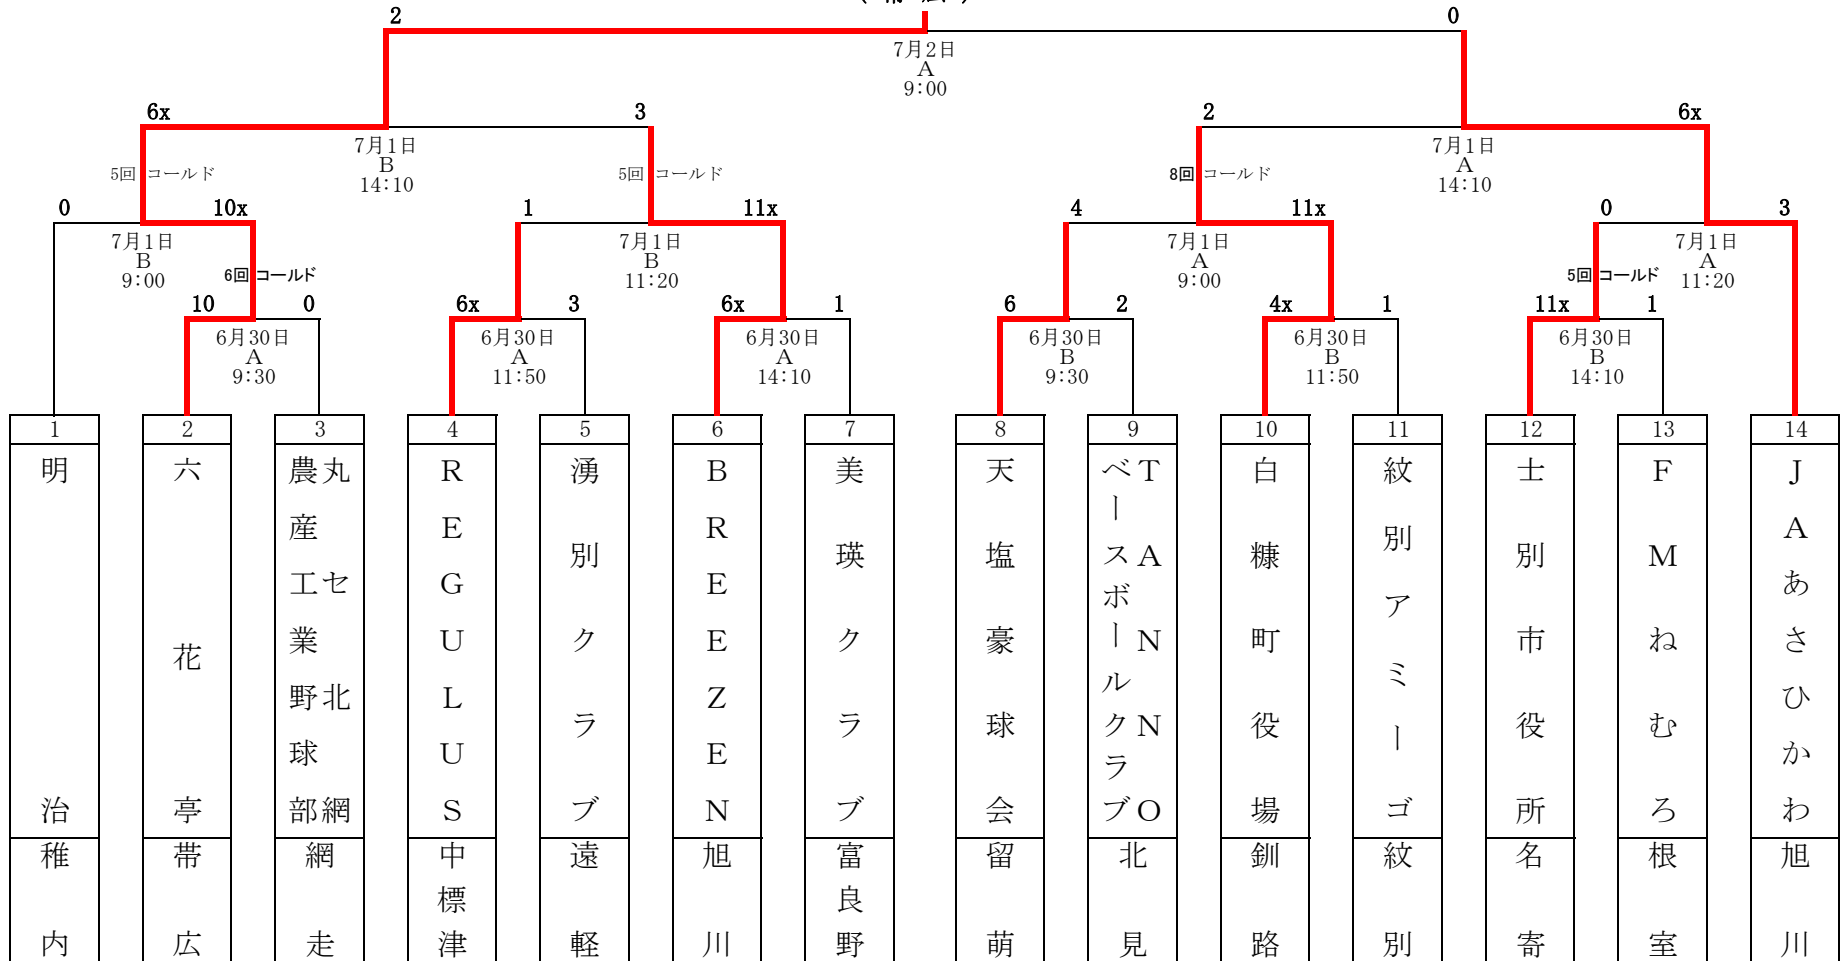 (帯 広)
2
0
7月2日
A
9:00
6x
3
2
6x
7月1日
B
14:10
7月1日
A
14:10
5回 コールド
5回 コールド
8回 コールド
0
10x
1
11x
4
11x
0
3
7月1日
B
9:00
7月1日
B
11:20
7月1日
A
9:00
7月1日
A
11:20
6回 コールド
5回 コールド
10
0
6x
3
6x
1
6
2
4x
1
11x
1
6月30日
A
9:30
6月30日
A
11:50
6月30日
A
14:10
6月30日
B
9:30
6月30日
B
11:50
6月30日
B
14:10
1
明治
稚内
2
六花亭
帯広
3
丸セ北網
農産工業野球部
網走
4
REGULUS
中標津
5
湧別クラブ
遠軽
6
BREEZEN
旭川
7
美瑛クラブ
富良野
8
天塩豪球会
留萌
9
TANNNO
ベースボールクラブ
北見
10
白糠町役場
釧路
11
紋別アミーゴ
紋別
12
士別市役所
名寄
13
FMねむろ
根室
14
JAあさひかわ
旭川